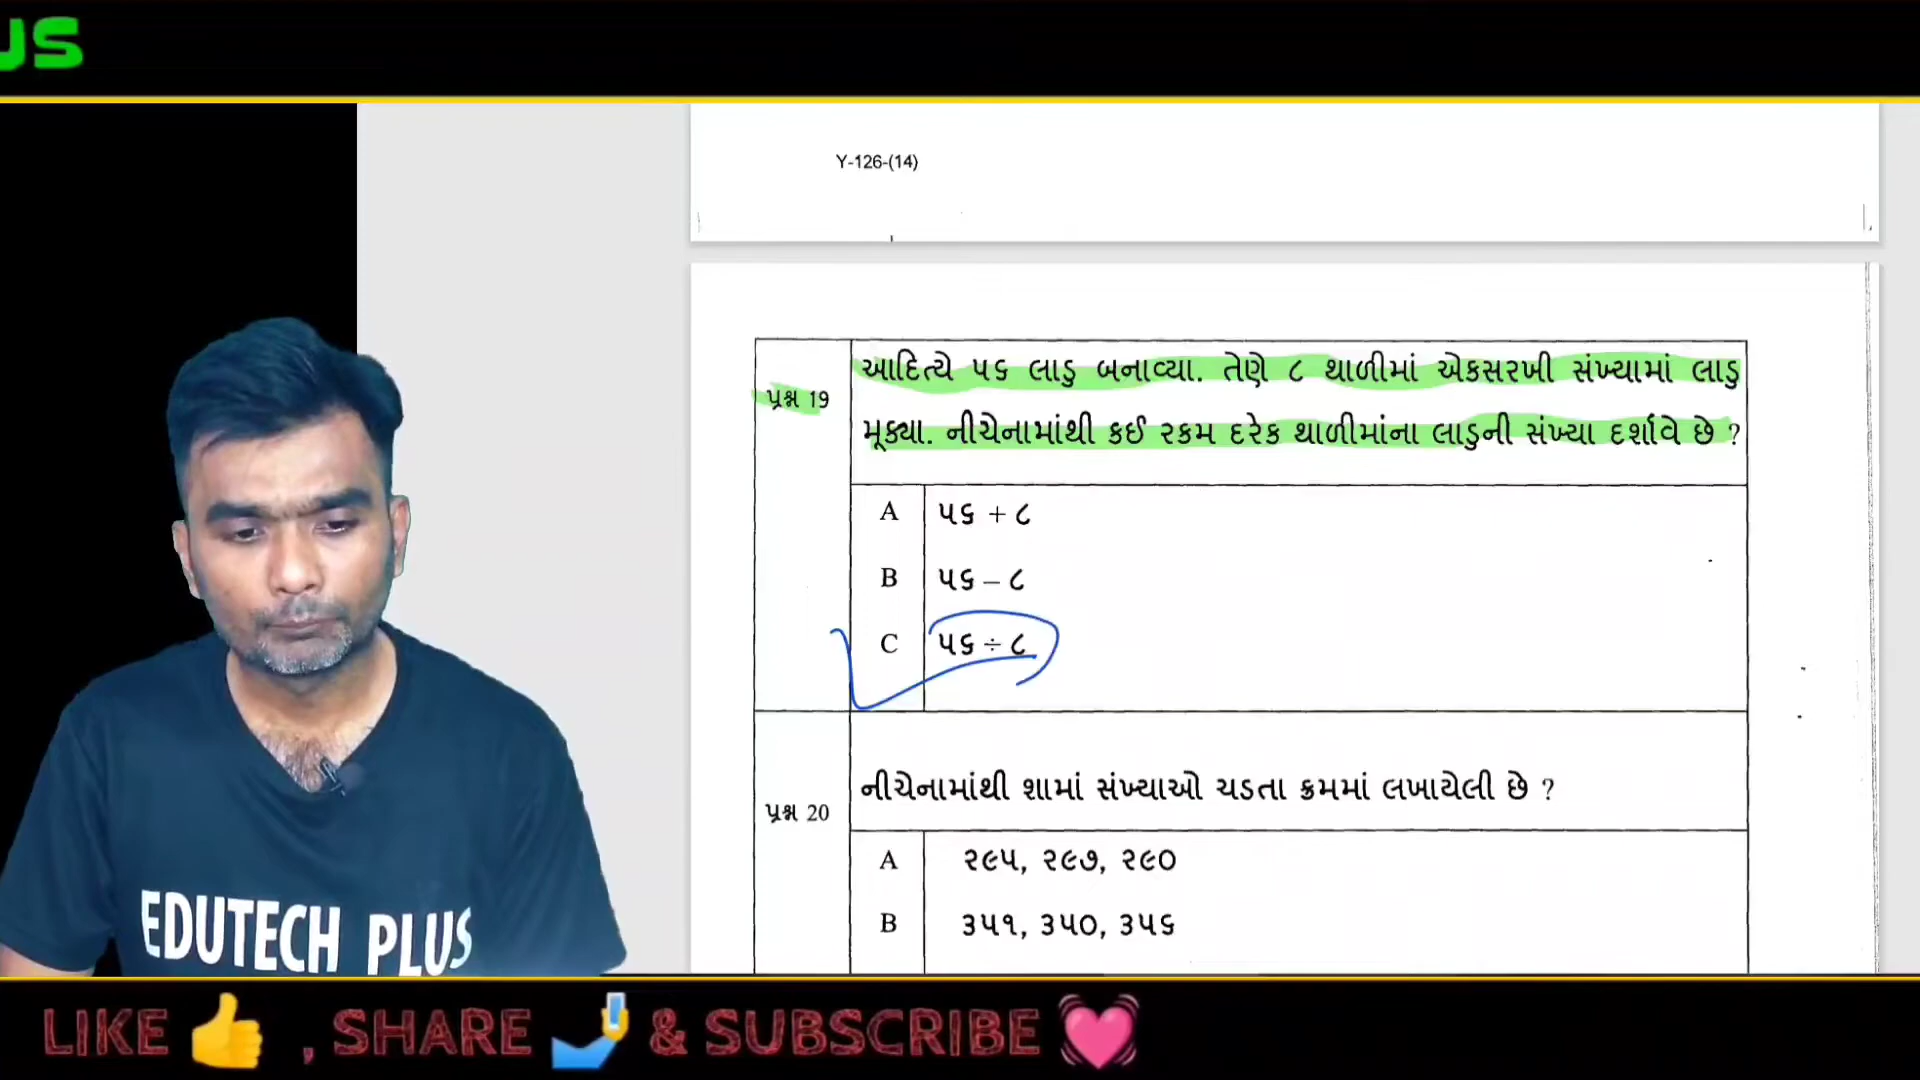 US
Y-126-(14)
પ્રશ્ન 19
આદિત્યે ૫૬ લાડુ બનાવ્યા. તેણે ૮ થાળીમાં એકસરખી સંખ્યામાં લાડુ
મૂક્યા. નીચેનામાંથી કઈ રકમ દરેક થાળીમાંના લાડુની સંખ્યા દર્શાવે છે ?
A ૫૬ + ૮
B ૫૬ – ૮
C ૫૬ ÷ ૮
પ્રશ્ન 20
નીચેનામાંથી શામાં સંખ્યાઓ ચડતા ક્રમમાં લખાયેલી છે ?
A ૨૯૫, ૨૯૭, ૨૯૦
B ૩૫૧, ૩૫૦, ૩૫૬
EDUTECH PLUS
LIKE 👍 , SHARE 🤳 & SUBSCRIBE 💓